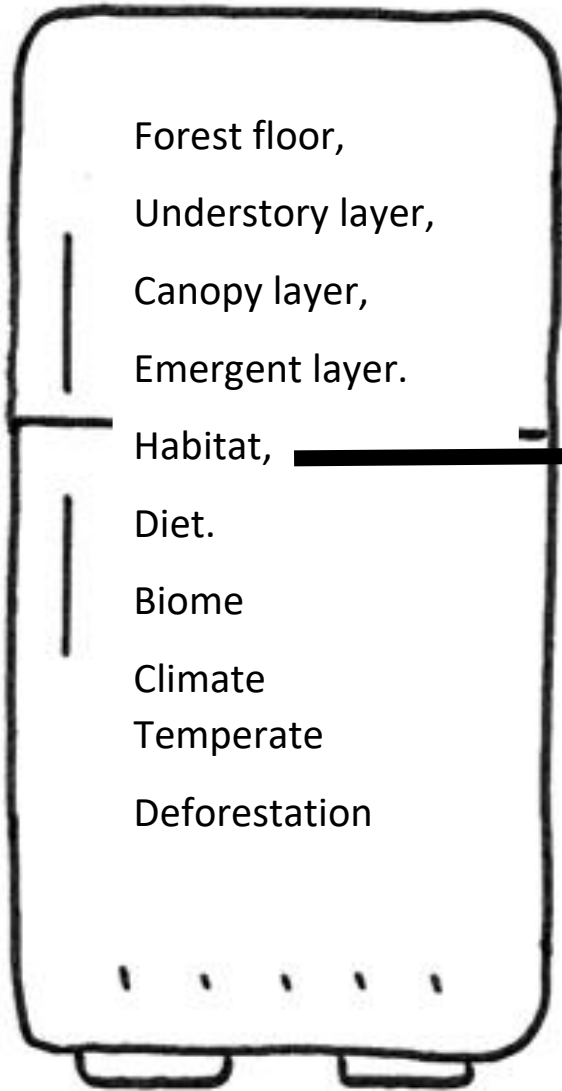 Forest floor,
Understory layer,
Canopy layer,
Emergent layer.
Habitat,
Diet.
Biome
Climate
Temperate
Deforestation